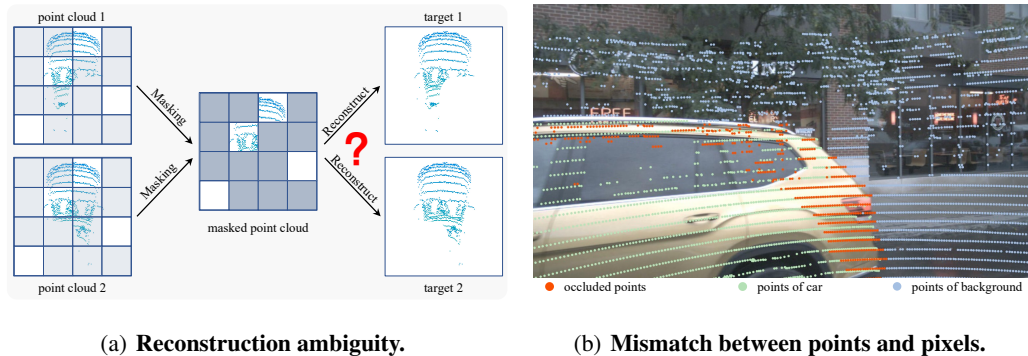 point cloud 1
target 1
Masking
Reconstruct
?
Masking
Reconstruct
masked point cloud
point cloud 2
target 2
FREE
occluded points
points of car
points of background
(a) Reconstruction ambiguity.
(b) Mismatch between points and pixels.